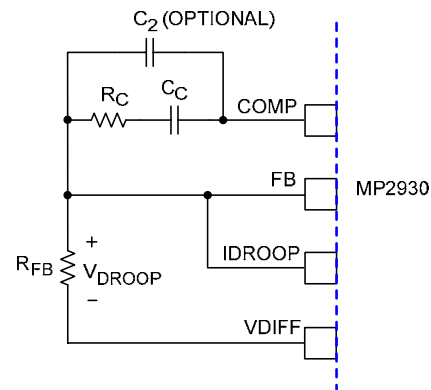 C2 (OPTIONAL)
RC
CC
COMP
FB
MP2930
+
RFB
VDROOP
IDROOP
−
VDIFF